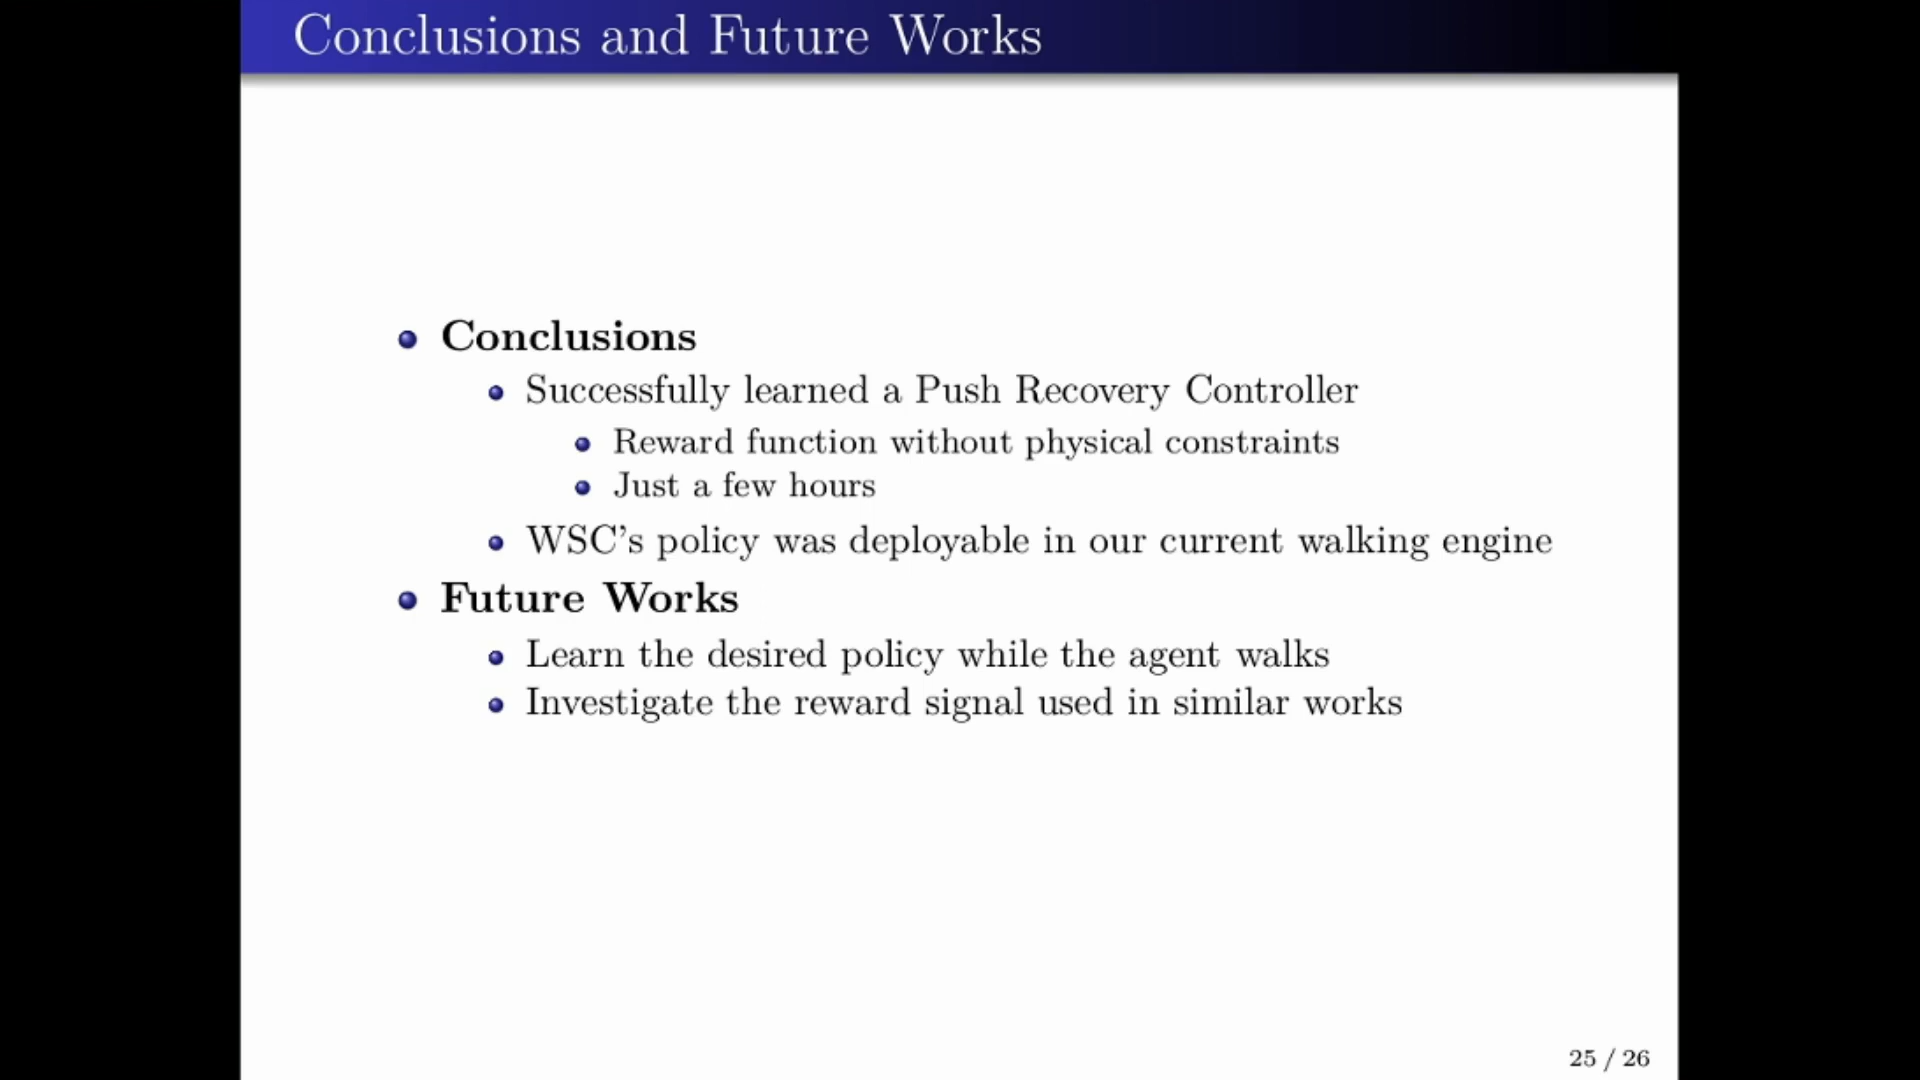 Conclusions and Future Works
Conclusions
Successfully learned a Push Recovery Controller
Reward function without physical constraints
Just a few hours
WSC's policy was deployable in our current walking engine
Future Works
Learn the desired policy while the agent walks
Investigate the reward signal used in similar works
25 / 26